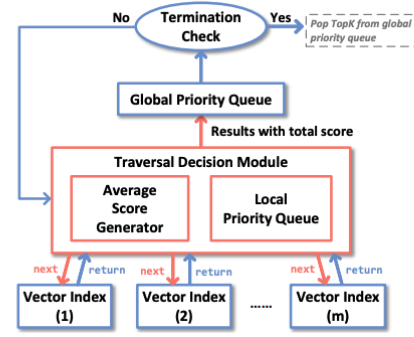 No
Termination
Check
Yes
Pop TopK from global
priority queue
Global Priority Queue
Results with total score
Traversal Decision Module
Average
Score
Generator
Local
Priority Queue
next
return
next
return
next
return
Vector Index
(1)
Vector Index
(2)
......
Vector Index
(m)